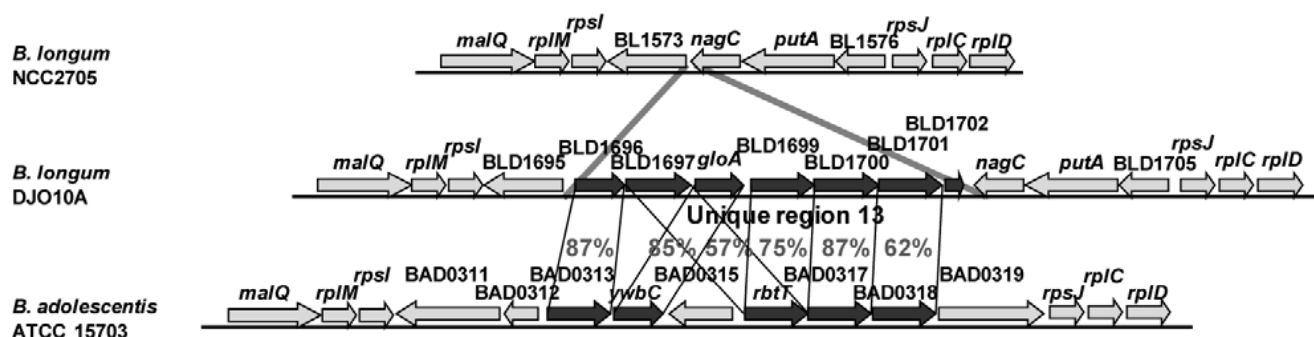 B. longum
NCC2705
malQ rplM rpsI BL1573 nagC putA BL1576 rpsJ rplC rplD
B. longum
DJO10A
malQ rplM rpsI BLD1695 BLD1696 BLD1697 gloA BLD1699 BLD1700 BLD1701 BLD1702 nagC putA BLD1705 rpsJ rplC rplD
Unique region 13
87% 85% 57% 75% 87% 62%
B. adolescentis
ATCC 15703
malQ rplM rpsI BAD0311 BAD0312 BAD0313 ywbC BAD0315 rbtT BAD0317 BAD0318 BAD0319 rpsJ rplC rplD